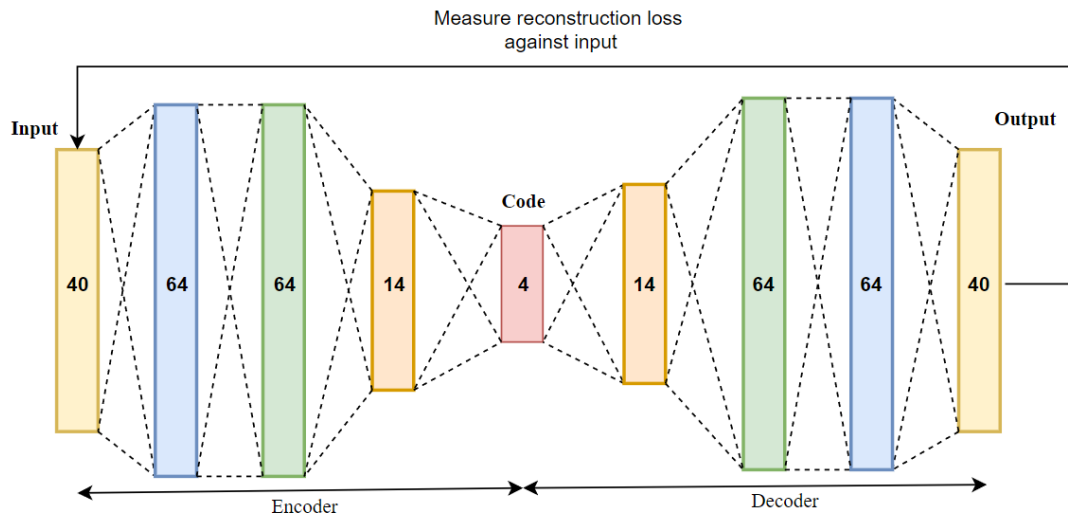 Measure reconstruction loss
against input
Input
Output
Code
40
64
64
14
4
14
64
64
40
Encoder
Decoder